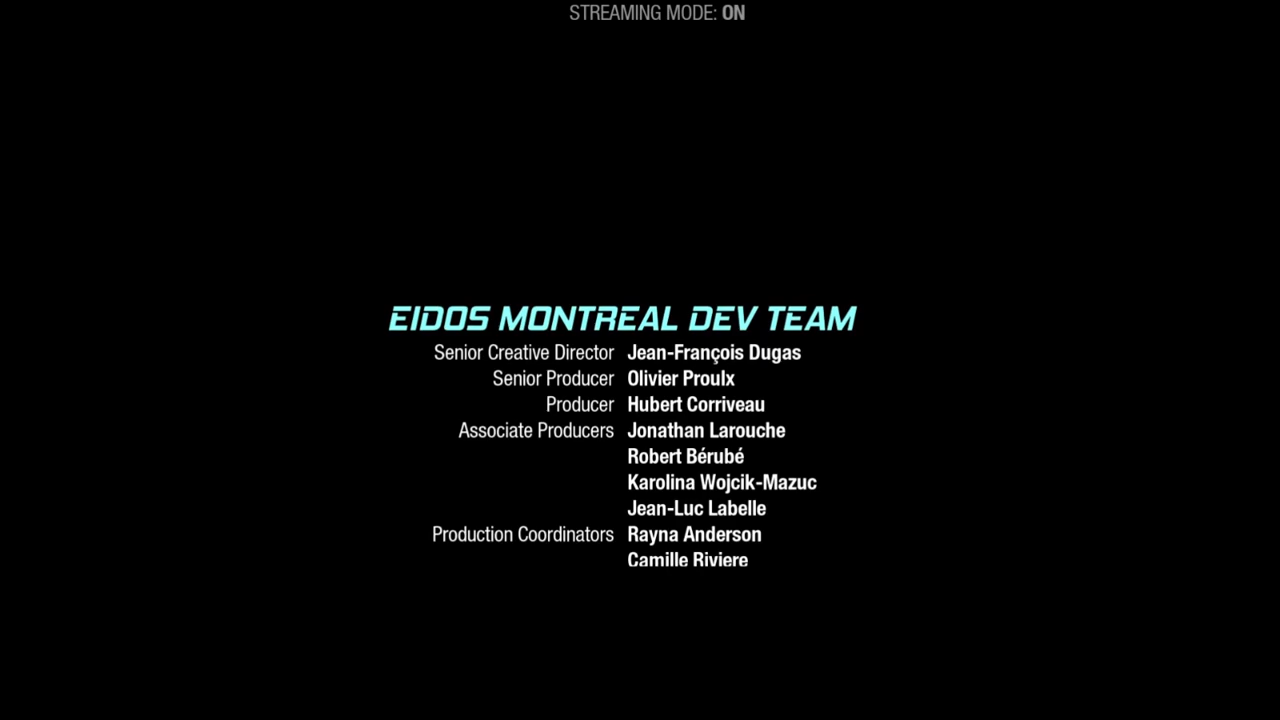 STREAMING MODE: ON
EIDOS MONTREAL DEV TEAM
Senior Creative Director Jean-François Dugas
Senior Producer Olivier Proulx
Producer Hubert Corriveau
Associate Producers Jonathan Larouche
Robert Bérubé
Karolina Wojcik-Mazuc
Jean-Luc Labelle
Production Coordinators Rayna Anderson
Camille Riviere